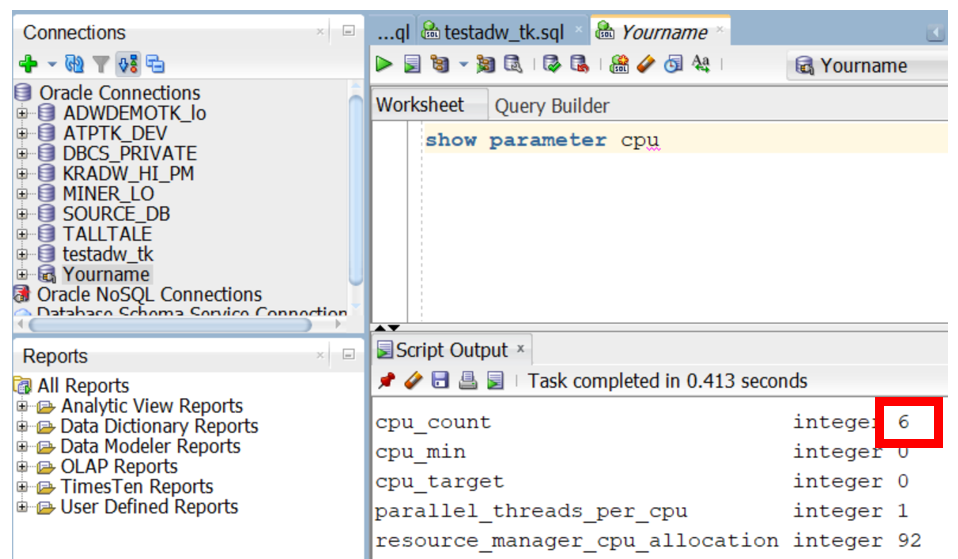 Connections
Oracle Connections
ADWDEMOTK_lo
ATPTK_DEV
DBCS_PRIVATE
KRADW_HI_PM
MINER_LO
SOURCE_DB
TALLTALE
testadw_tk
Yourname
Oracle NoSQL Connections
Database Schema Service Connection
Reports
All Reports
Analytic View Reports
Data Dictionary Reports
Data Modeler Reports
OLAP Reports
TimesTen Reports
User Defined Reports
...ql testadw_tk.sql Yourname
Yourname
Worksheet Query Builder
show parameter cpu
Script Output
Task completed in 0.413 seconds
cpu_count integer 6
cpu_min integer 0
cpu_target integer 0
parallel_threads_per_cpu integer 1
resource_manager_cpu_allocation integer 92